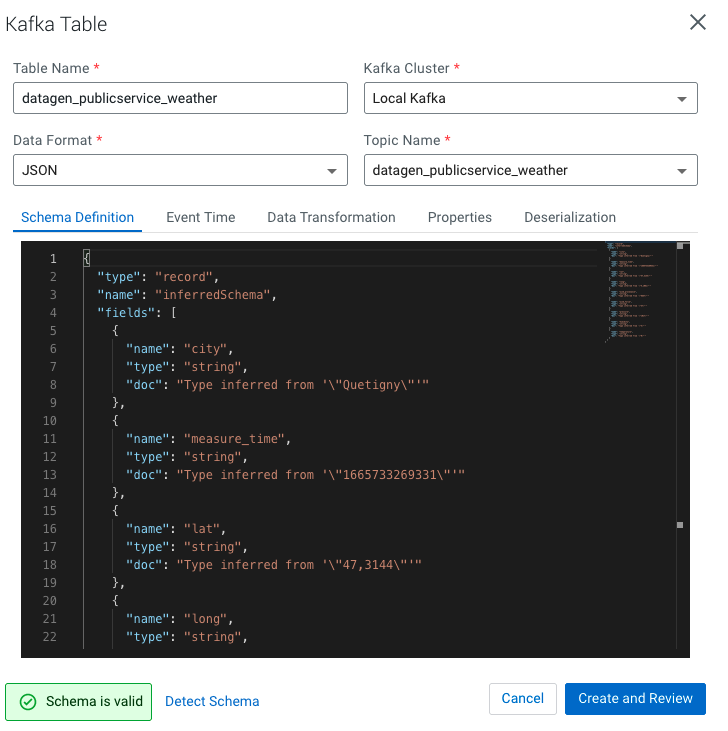 Kafka Table
Table Name *
Kafka Cluster *
datagen_publicservice_weather
Local Kafka
Data Format *
Topic Name *
JSON
datagen_publicservice_weather
Schema Definition Event Time Data Transformation Properties Deserialization
1 {
2 "type": "record",
3 "name": "inferredSchema",
4 "fields": [
5 {
6 "name": "city",
7 "type": "string",
8 "doc": "Type inferred from '\"Quetigny\"'"
9 },
10 {
11 "name": "measure_time",
12 "type": "string",
13 "doc": "Type inferred from '\"1665733269331\"'"
14 },
15 {
16 "name": "lat",
17 "type": "string",
18 "doc": "Type inferred from '\"47,3144\"'"
19 },
20 {
21 "name": "long",
22 "type": "string",
Schema is valid
Detect Schema
Cancel
Create and Review